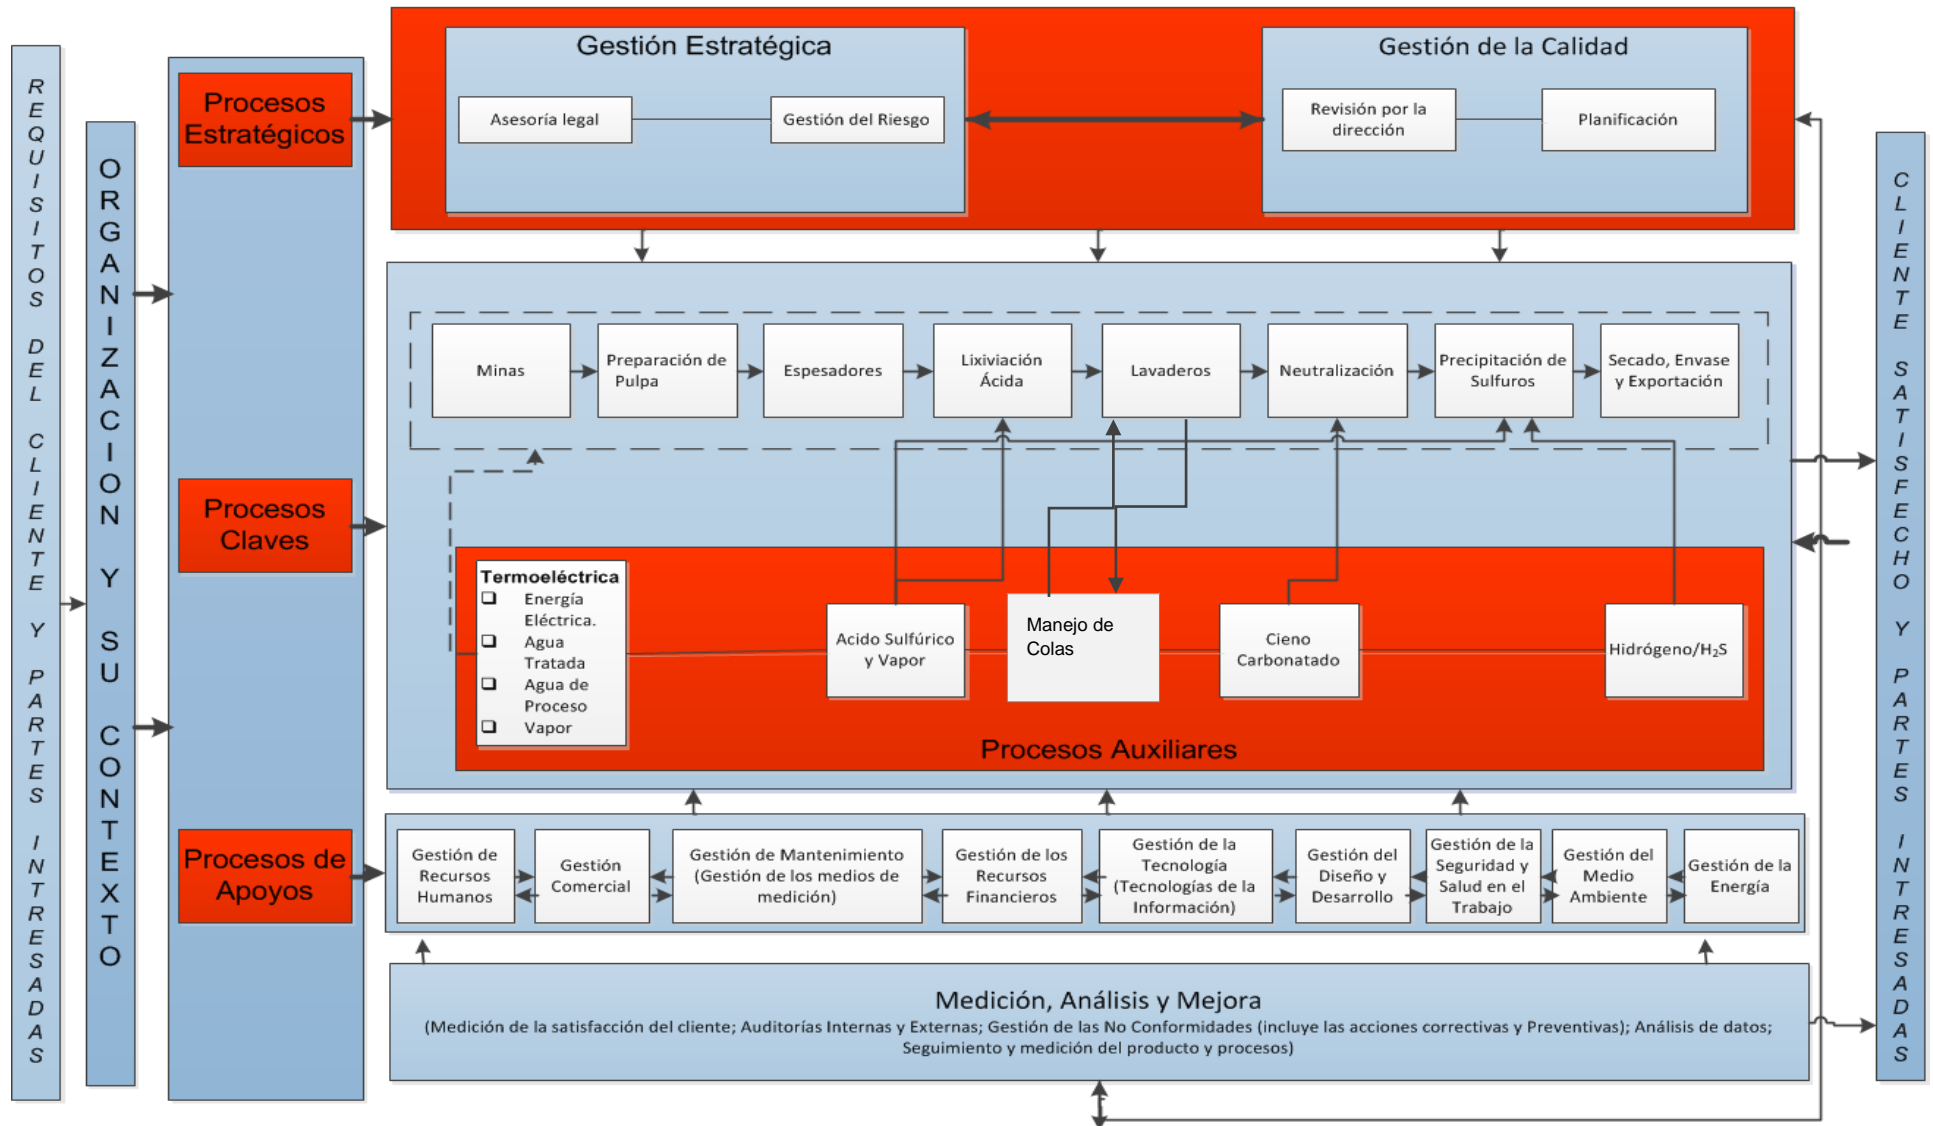 REQUISITOS DEL CLIENTE Y PARTES INTRESADAS
ORGANIZACION Y SU CONTEXTO
Procesos
Estratégicos
Gestión Estratégica
Asesoría legal
Gestión del Riesgo
Gestión de la Calidad
Revisión por la
dirección
Planificación
Procesos
Claves
Minas
Preparación de
Pulpa
Espesadores
Lixiviación
Ácida
Lavaderos
Neutralización
Precipitación de
Sulfuros
Secado, Envase
y Exportación
Termoeléctrica
❑ Energía
Eléctrica.
❑ Agua
Tratada
❑ Agua de
Proceso
❑ Vapor
Acido Sulfúrico
y Vapor
Manejo de
Colas
Cieno
Carbonatado
Hidrógeno/H₂S
Procesos Auxiliares
Procesos de
Apoyos
Gestión de
Recursos
Humanos
Gestión
Comercial
Gestión de Mantenimiento
(Gestión de los medios de
medición)
Gestión de los
Recursos
Financieros
Gestión de la
Tecnología
(Tecnologías de la
Información)
Gestión del
Diseño y
Desarrollo
Gestión de la
Seguridad y
Salud en el
Trabajo
Gestión del
Medio
Ambiente
Gestión de la
Energía
Medición, Análisis y Mejora
(Medición de la satisfacción del cliente; Auditorías Internas y Externas; Gestión de las No Conformidades (incluye las acciones correctivas y Preventivas); Análisis de datos;
Seguimiento y medición del producto y procesos)
CLIENTE SATISFECHO Y PARTES INTRESADAS